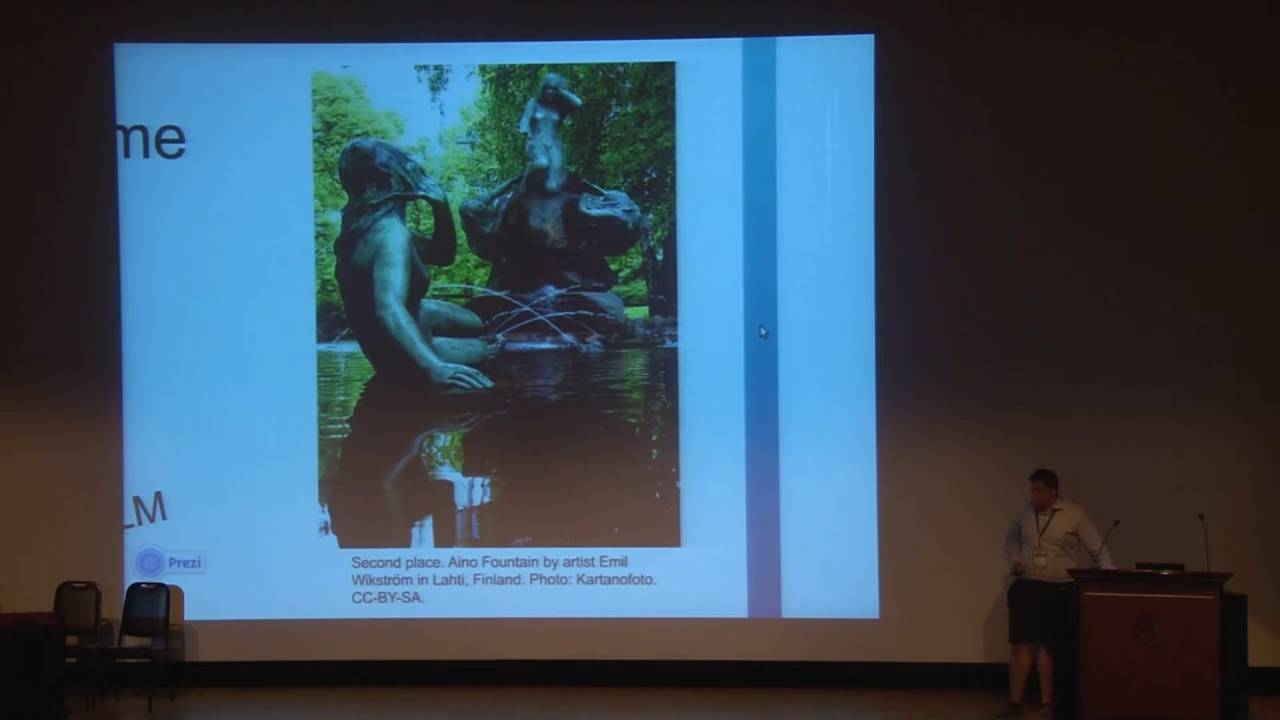 me
LM
Prezi
Second place. Aino Fountain by artist Emil
Wikström in Lahti, Finland. Photo: Kartanofoto.
CC-BY-SA.